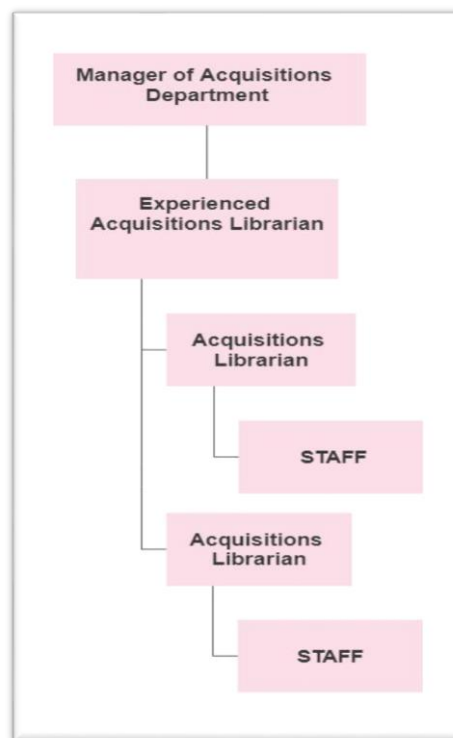 Manager of Acquisitions
Department
Experienced
Acquisitions Librarian
Acquisitions
Librarian
STAFF
Acquisitions
Librarian
STAFF